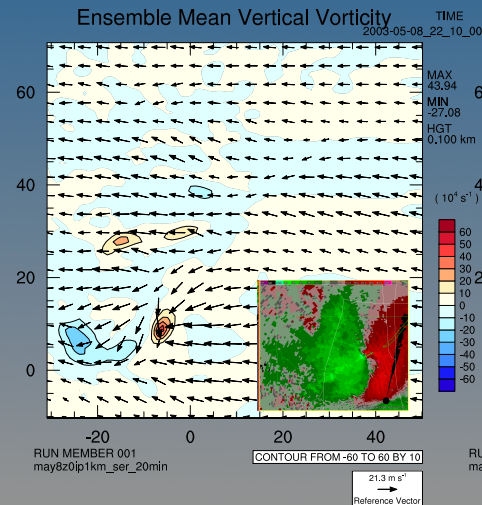 Ensemble Mean Vertical Vorticity
TIME
2003-05-08_22_10_00
MAX
43.94
MIN
-27.08
HGT
0.100 km
(10⁴ s⁻¹)
60
40
20
0
-20
0
20
40
60
50
40
30
20
10
0
-10
-20
-30
-40
-50
-60
RUN MEMBER 001
may8z0ip1km_ser_20min
CONTOUR FROM -60 TO 60 BY 10
21.3 m s⁻¹
Reference Vector